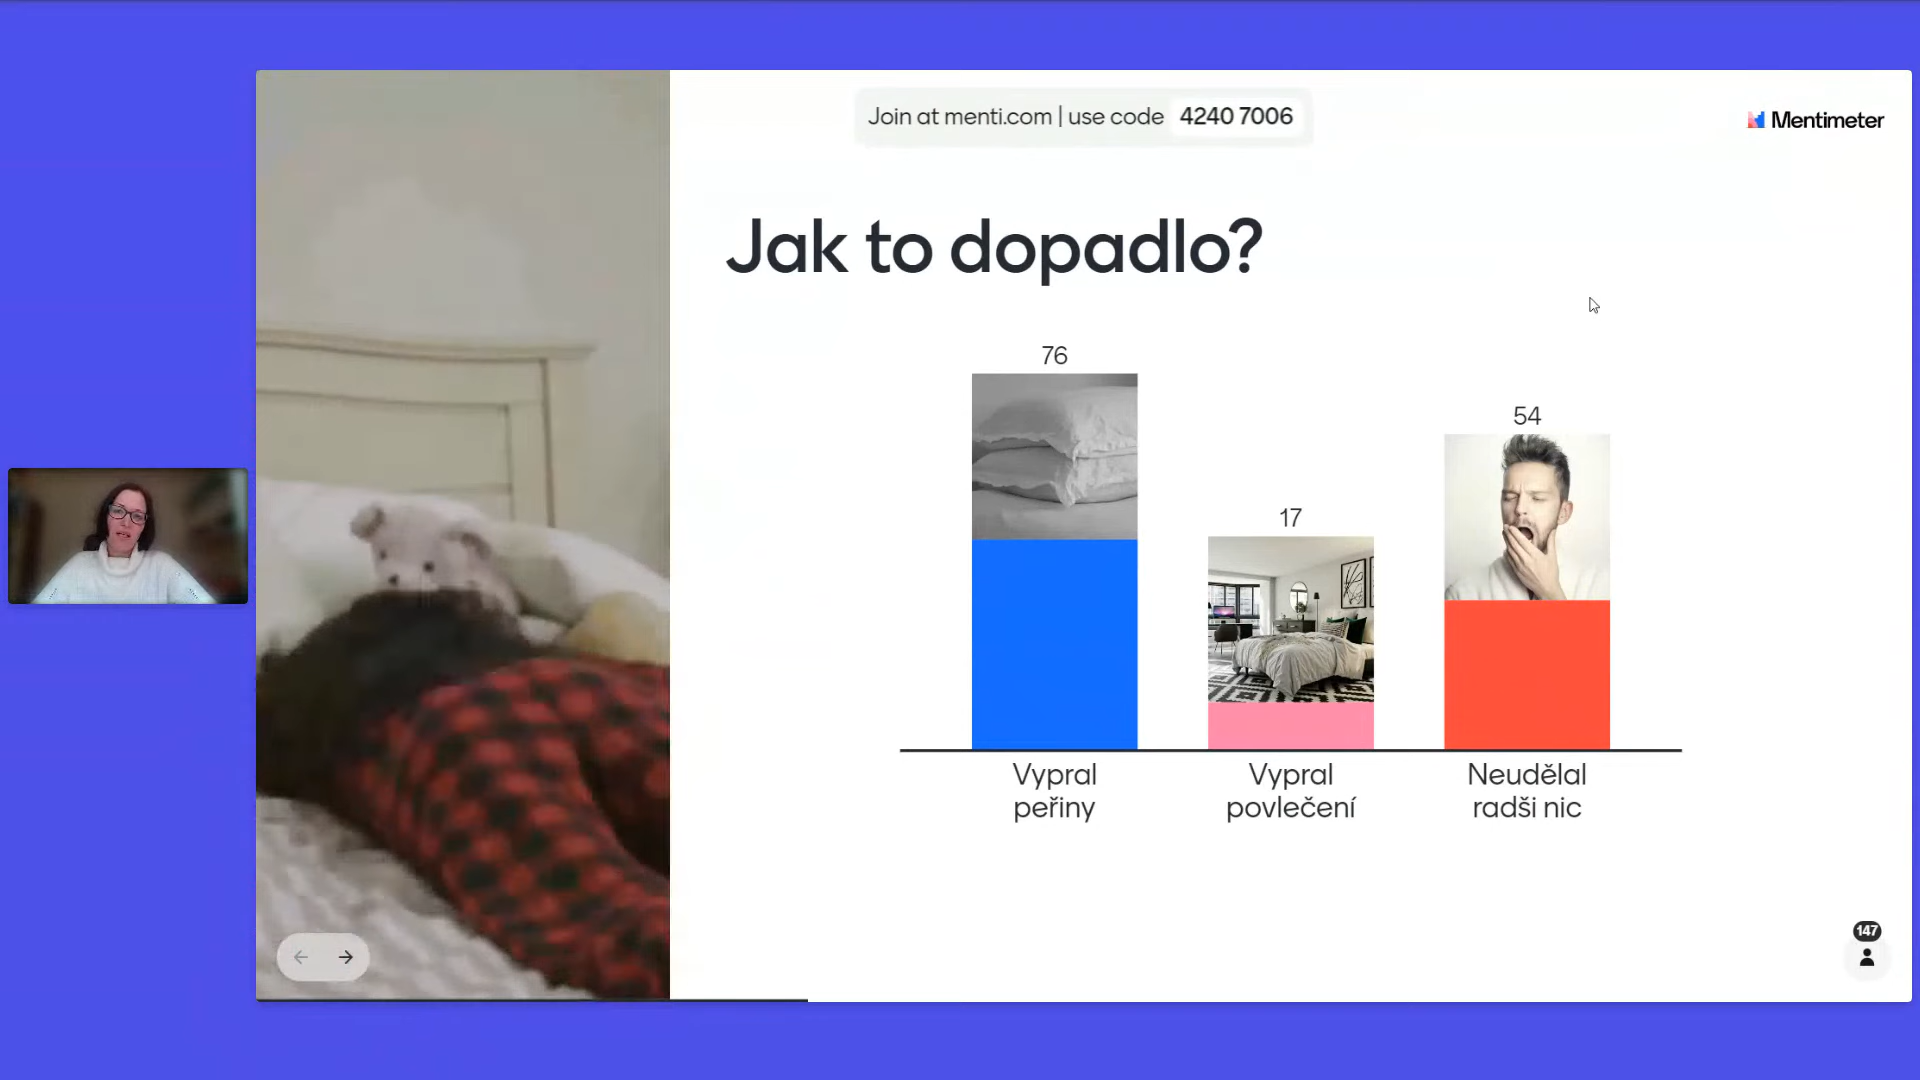 Join at menti.com | use code 4240 7006
Mentimeter
Jak to dopadlo?
76
17
54
Vypral
peřiny
Vypral
povlečení
Neudělal
radši nic
147